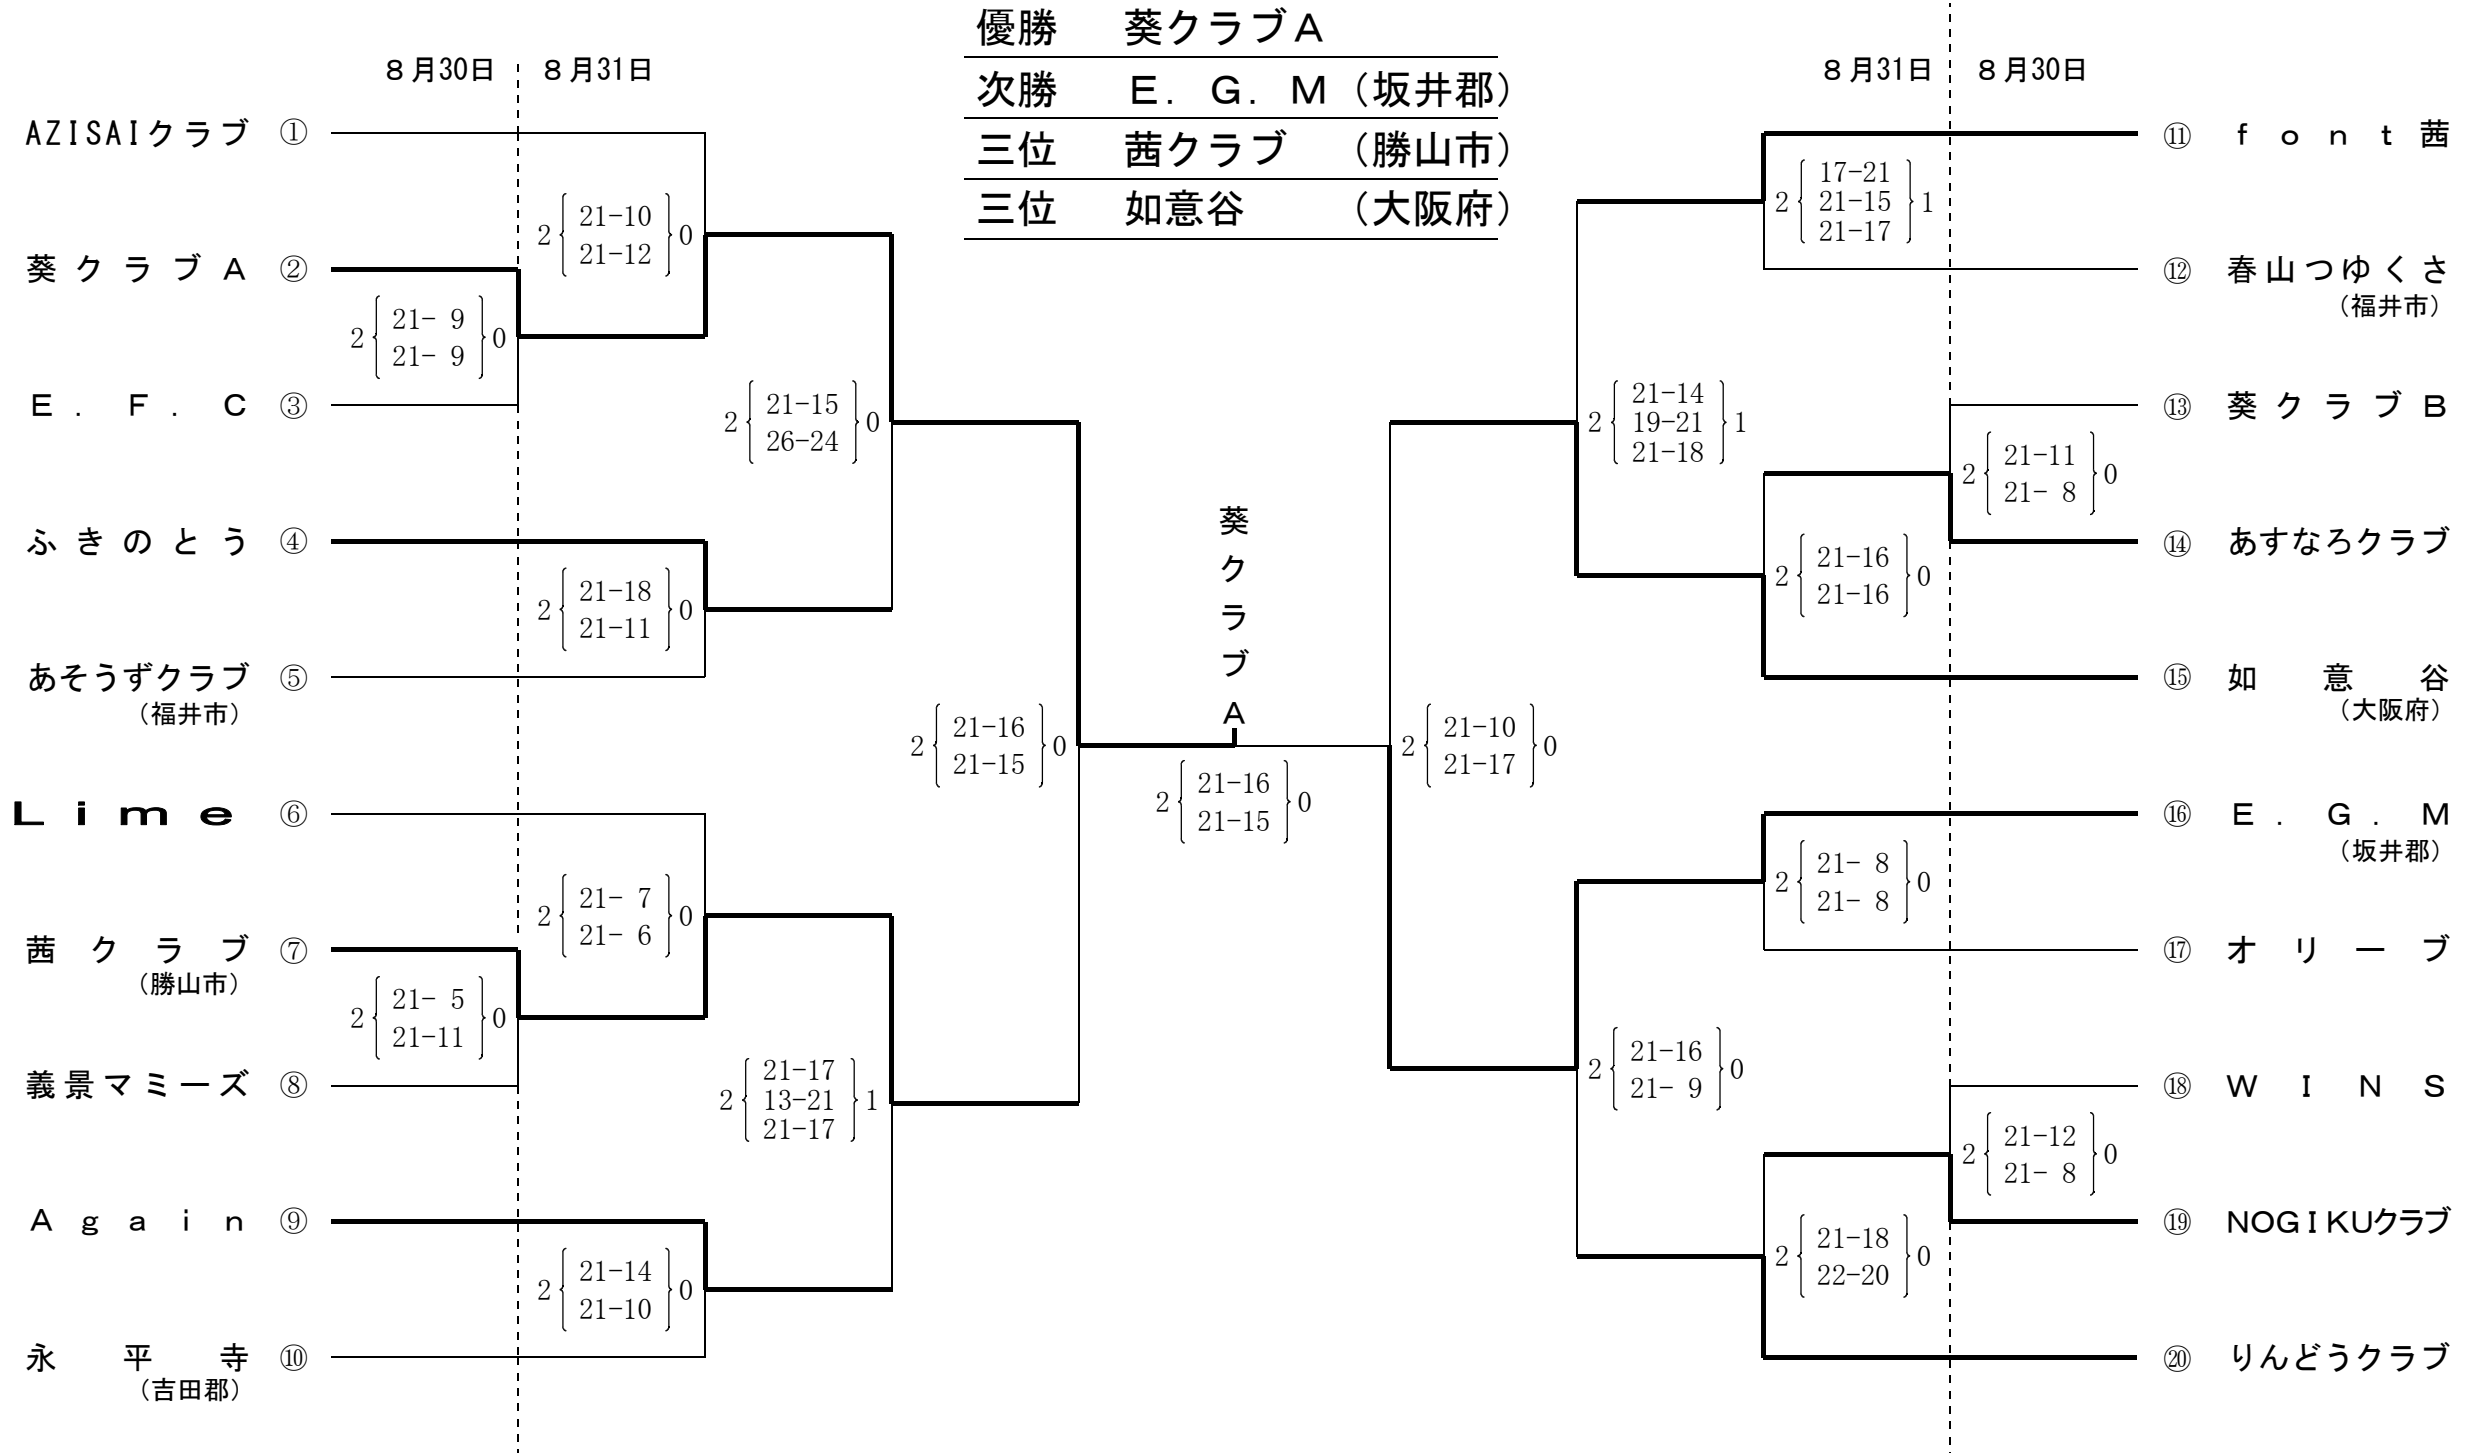 優勝 葵クラブA
次勝 E.G.M(坂井郡)
三位 茜クラブ (勝山市)
三位 如意谷 (大阪府)
8月30日 8月31日
AZISAIクラブ ①
2 21-10 0
21-12
葵クラブA ②
2 21- 9 0
21- 9
E.F.C ③
2 21-15 0
26-24
ふきのとう ④
2 21-18 0
21-11
あそうずクラブ ⑤
(福井市)
2 21-16 0
21-15
Lime ⑥
2 21- 7 0
21- 6
茜クラブ ⑦
(勝山市)
2 21- 5 0
21-11
義景マミーズ ⑧
2 21-17 1
13-21
21-17
Again ⑨
2 21-14 0
21-10
永平寺 ⑩
(吉田郡)
葵クラブA
2 21-16 0
21-15
8月31日 8月30日
⑪ font茜
2 17-21 1
21-15
21-17
⑫ 春山つゆくさ
(福井市)
2 21-14 1
19-21
21-18
⑬ 葵クラブB
2 21-11 0
21- 8
⑭ あすなろクラブ
2 21-16 0
21-16
⑮ 如意谷
(大阪府)
2 21-10 0
21-17
⑯ E.G.M
(坂井郡)
2 21- 8 0
21- 8
⑰ オリーブ
2 21-16 0
21- 9
⑱ WINS
2 21-12 0
21- 8
⑲ NOGIKUクラブ
2 21-18 0
22-20
⑳ りんどうクラブ